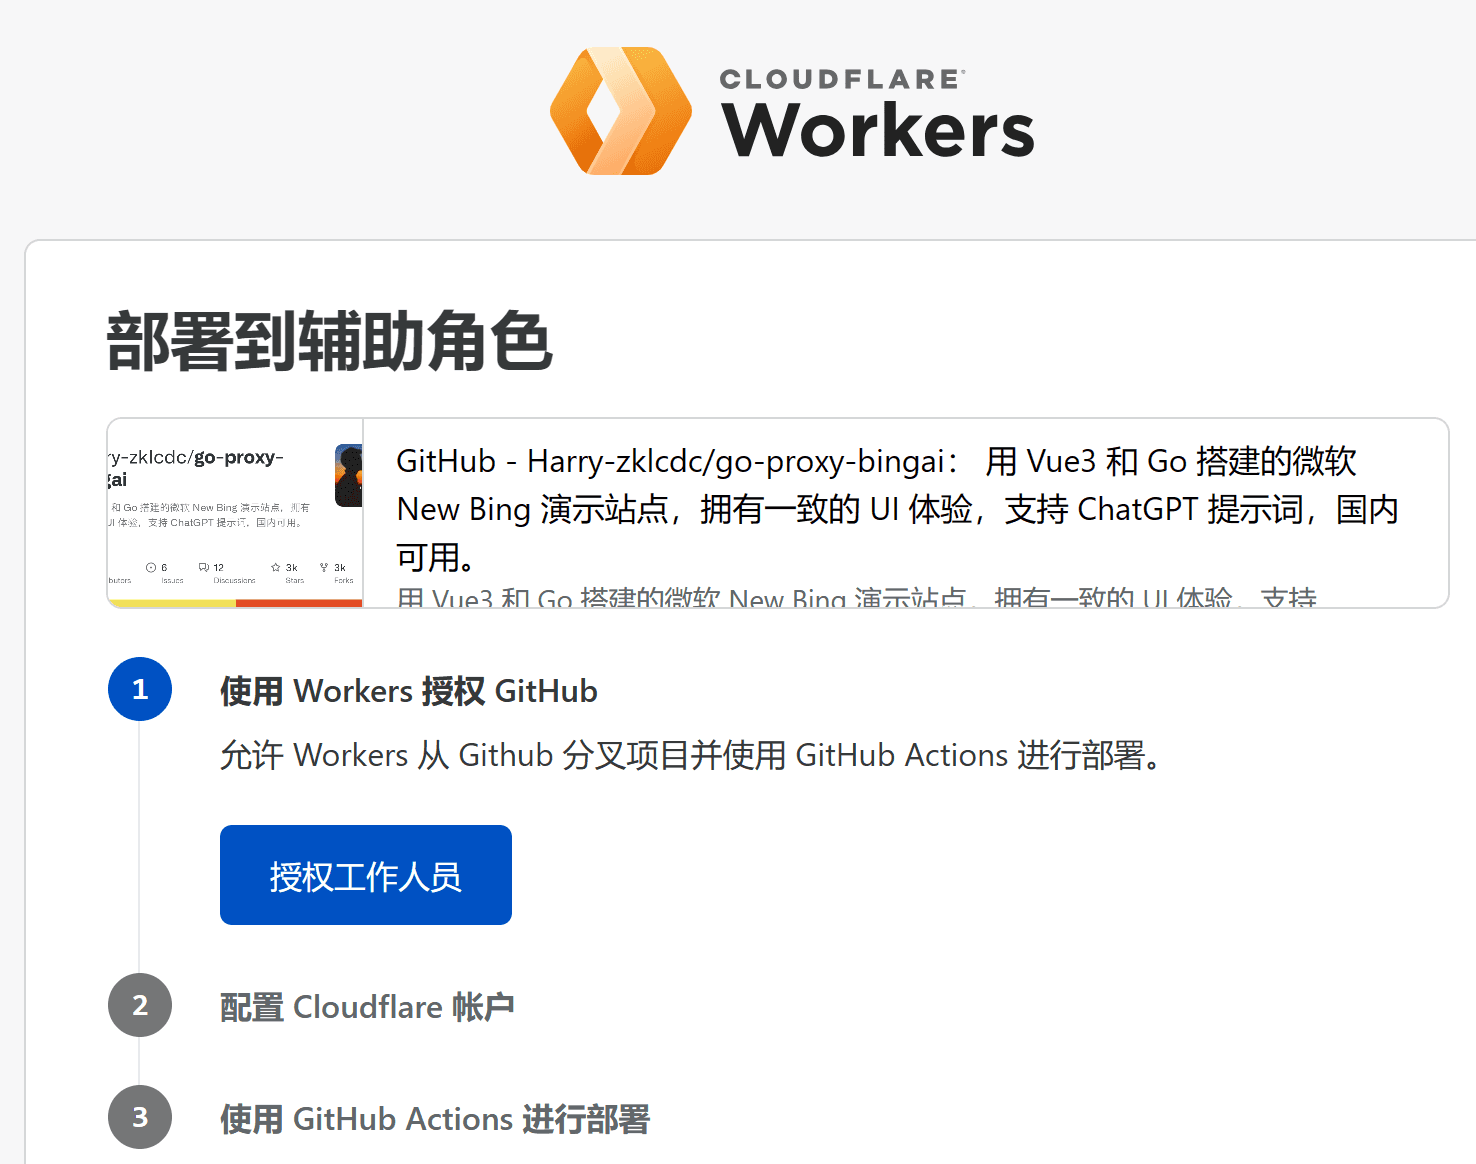 CLOUDFLARE
Workers
部署到辅助角色
ry-zklcdc/go-proxy-
gai
和 Go 搭建的微软 New Bing 演示站点，拥有
UI 体验，支持 ChatGPT 提示词，国内可用。
6
12
3k
3k
butors
Issues
Discussions
Stars
Forks
GitHub - Harry-zklcdc/go-proxy-bingai： 用 Vue3 和 Go 搭建的微软
New Bing 演示站点，拥有一致的 UI 体验，支持 ChatGPT 提示词，国内
可用。
用 Vue3 和 Go 搭建的微软 New Bing 演示站点，拥有一致的 UI 体验，支持
1
使用 Workers 授权 GitHub
允许 Workers 从 Github 分叉项目并使用 GitHub Actions 进行部署。
授权工作人员
2
配置 Cloudflare 帐户
3
使用 GitHub Actions 进行部署